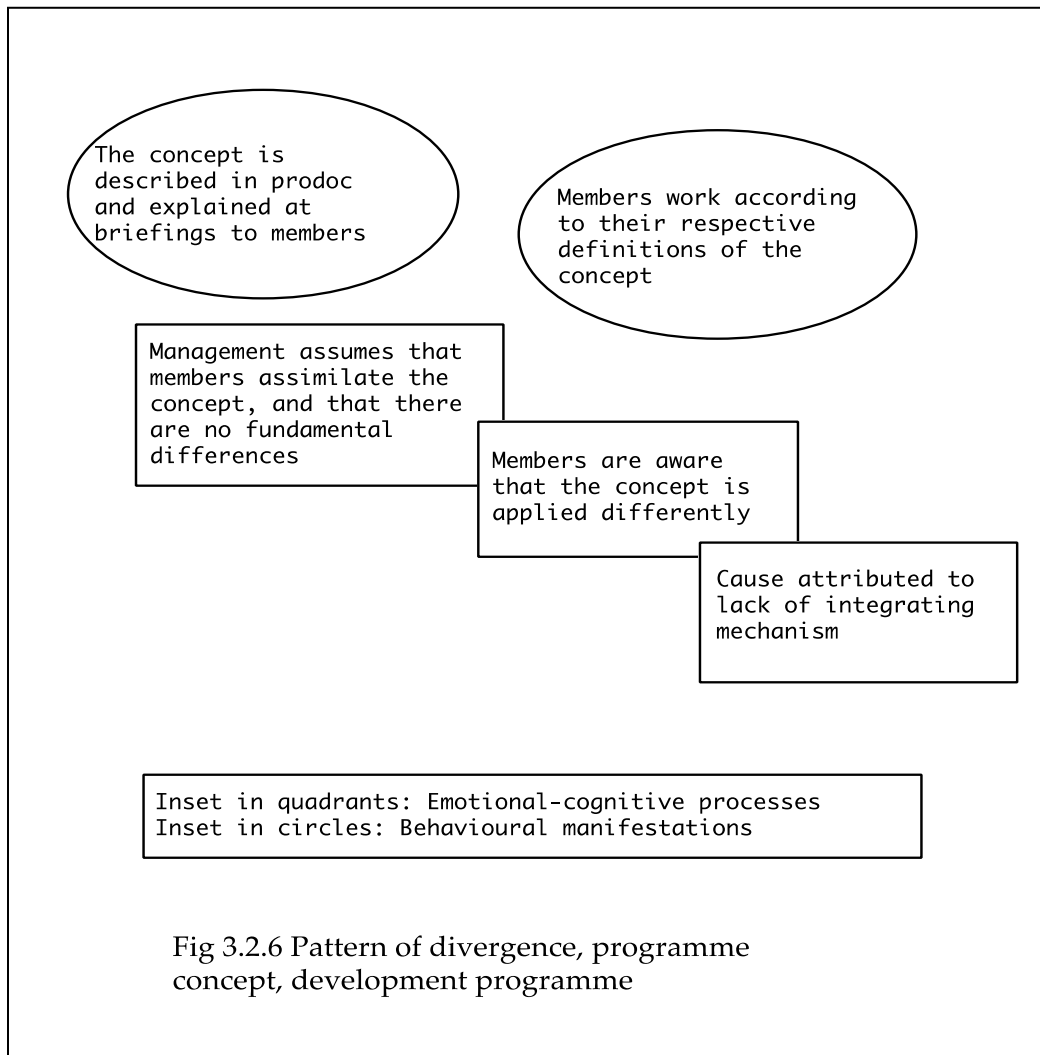 The concept is
described in prodoc
and explained at
briefings to members
Members work according
to their respective
definitions of the
concept
Management assumes that
members assimilate the
concept, and that there
are no fundamental
differences
Members are aware
that the concept is
applied differently
Cause attributed to
lack of integrating
mechanism
Inset in quadrants: Emotional-cognitive processes
Inset in circles: Behavioural manifestations
Fig 3.2.6 Pattern of divergence, programme
concept, development programme